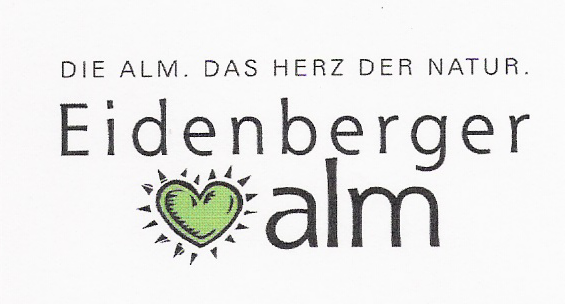 DIE ALM. DAS HERZ DER NATUR.
Eidenberger
alm